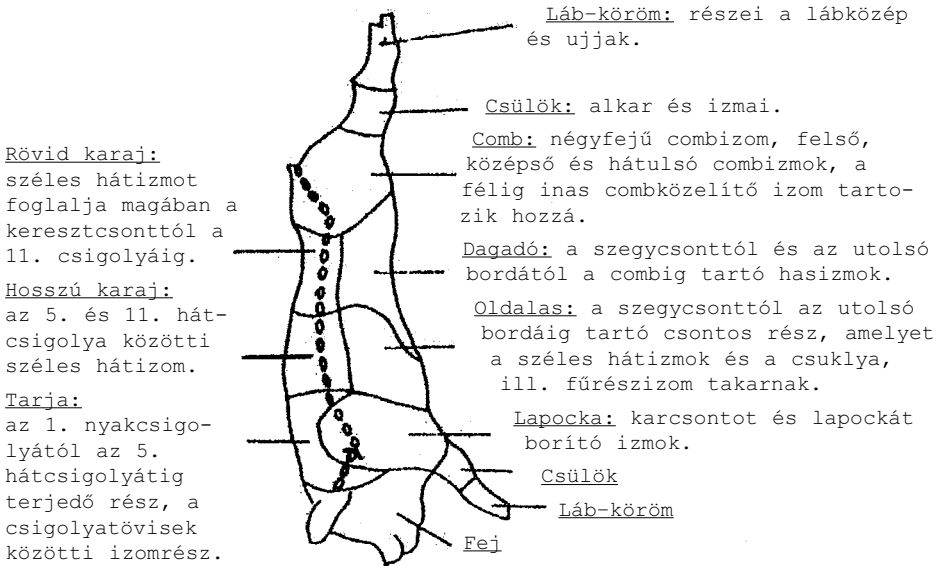 Láb-köröm: részei a lábközép
és ujjak.
Csülök: alkar és izmai.
Comb: négyfejű combizom, felső,
középső és hátulsó combizmok, a
félig inas combközelítő izom tarto-
zik hozzá.
Dagadó: a szegycsonttól és az utolsó
bordától a combig tartó hasizmok.
Oldalas: a szegycsonttól az utolsó
bordáig tartó csontos rész, amelyet
a széles hátizmok és a csuklya,
ill. fűrészizom takarnak.
Lapocka: karcsontot és lapockát
borító izmok.
Csülök
Láb-köröm
Fej
Rövid karaj:
széles hátizmot
foglalja magában a
keresztcsonttól a
11. csigolyáig.
Hosszú karaj:
az 5. és 11. hát-
csigolya közötti
széles hátizom.
Tarja:
az 1. nyakcsigo-
lyától az 5.
hátcsigolyátig
terjedő rész, a
csigolyatövisek
közötti izomrész.